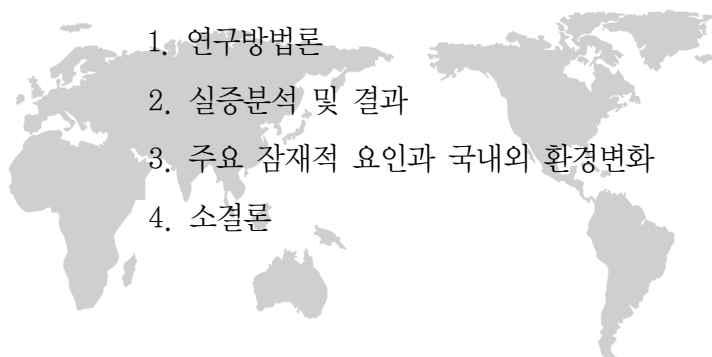 1. 연구방법론
2. 실증분석 및 결과
3. 주요 잠재적 요인과 국내외 환경변화
4. 소결론